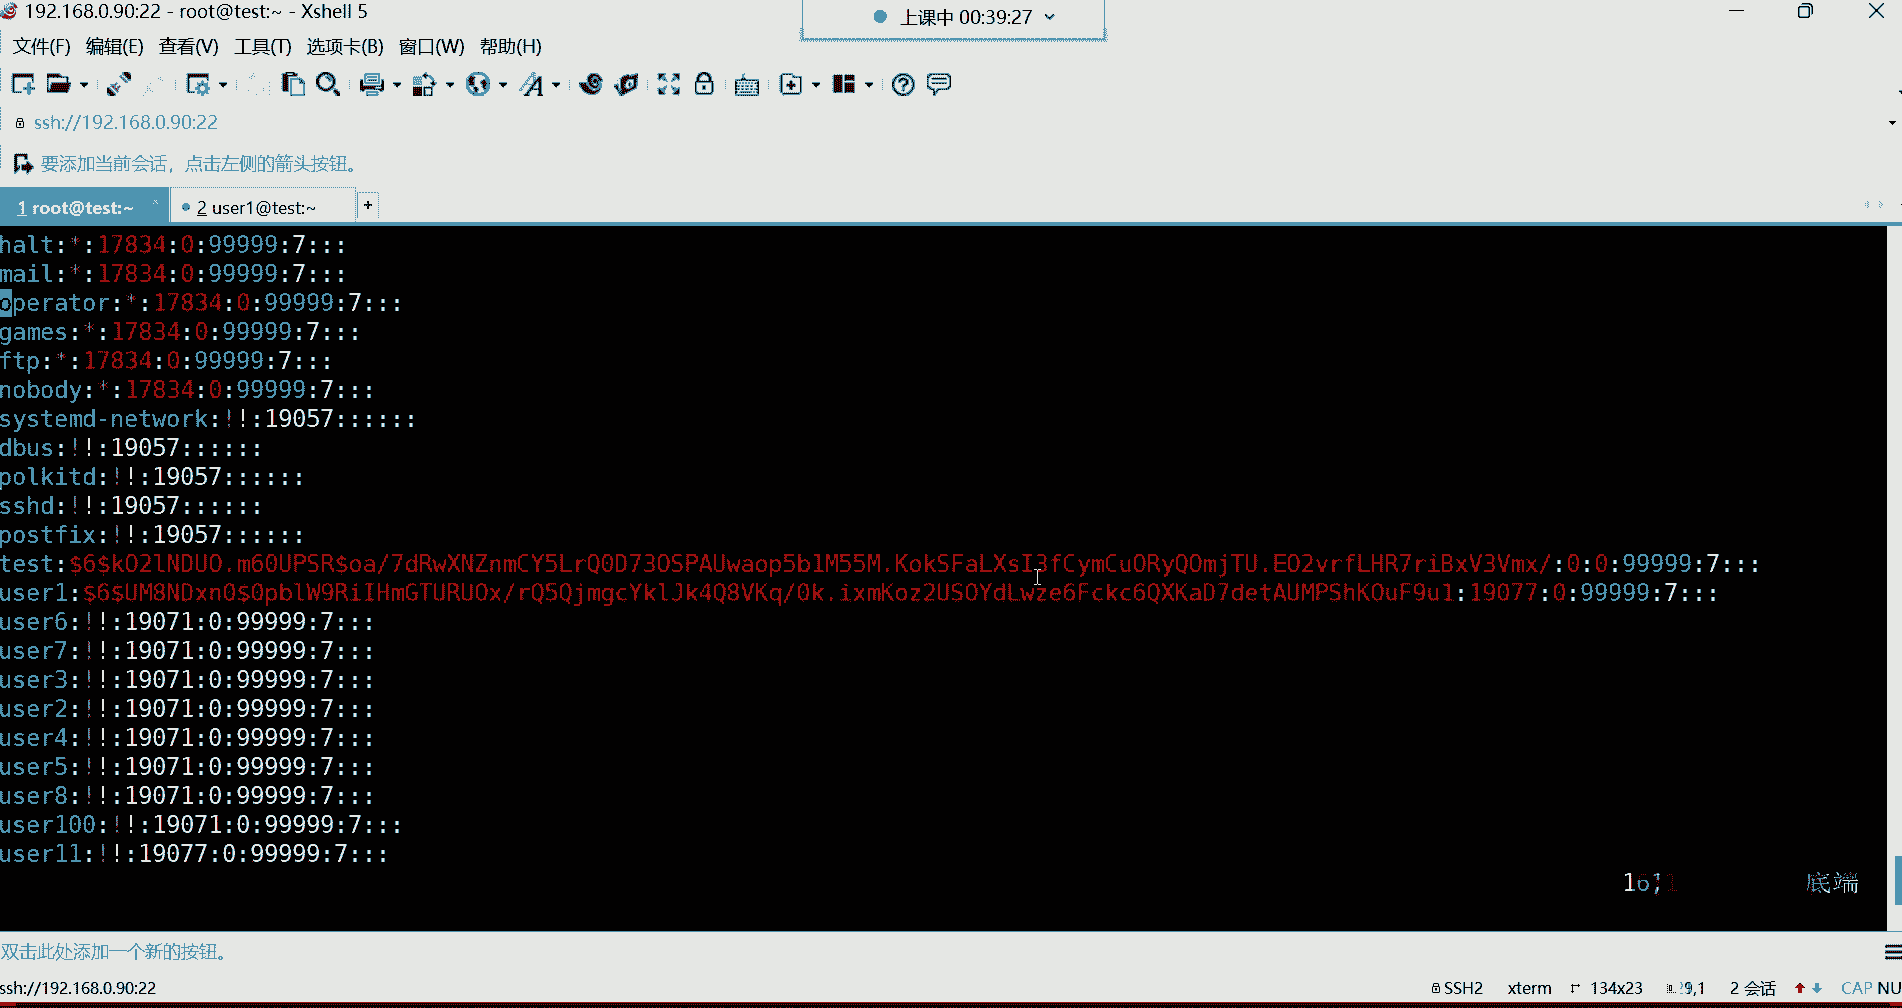 192.168.0.90:22 - root@test:~ - Xshell 5
上课中 00:39:27
文件(F) 编辑(E) 查看(V) 工具(T) 选项卡(B) 窗口(W) 帮助(H)
ssh://192.168.0.90:22
要添加当前会话，点击左侧的箭头按钮。
1 root@test:~ × 2 user1@test:~ +
halt:*:17834:0:99999:7:::
mail:*:17834:0:99999:7:::
operator:*:17834:0:99999:7:::
games:*:17834:0:99999:7:::
ftp:*:17834:0:99999:7:::
nobody:*:17834:0:99999:7:::
systemd-network:!!:19057::::::
dbus:!!:19057::::::
polkitd:!!:19057::::::
sshd:!!:19057::::::
postfix:!!:19057::::::
test:$6$kO2lNDUO.m60UPSR$oa/7dRwXNZnmCY5LrQ0D73OSPAUwaop5blM55M.KokSFaLXsI3fCymCuORyQOmjTU.EO2vrfLHR7riBxV3Vmx/:0:0:99999:7:::
user1:$6$UM8NDxn0$0pblW9RiIHmGTURUOx/rQ5QjmgcYklJk4Q8VKq/0k.ixmKoz2USOYdLwze6Fckc6QXKaD7detAUMPShKOuF9u1:19077:0:99999:7:::
user6:!!:19071:0:99999:7:::
user7:!!:19071:0:99999:7:::
user3:!!:19071:0:99999:7:::
user2:!!:19071:0:99999:7:::
user4:!!:19071:0:99999:7:::
user5:!!:19071:0:99999:7:::
user8:!!:19071:0:99999:7:::
user100:!!:19071:0:99999:7:::
user11:!!:19077:0:99999:7:::
底端
双击此处添加一个新的按钮。
ssh://192.168.0.90:22
SSH2 xterm 134x23 2 会话 CAP NU